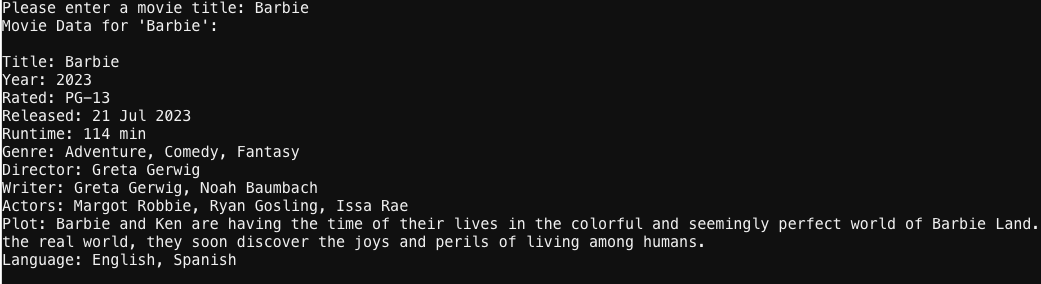 Please enter a movie title: Barbie
Movie Data for 'Barbie':
Title: Barbie
Year: 2023
Rated: PG-13
Released: 21 Jul 2023
Runtime: 114 min
Genre: Adventure, Comedy, Fantasy
Director: Greta Gerwig
Writer: Greta Gerwig, Noah Baumbach
Actors: Margot Robbie, Ryan Gosling, Issa Rae
Plot: Barbie and Ken are having the time of their lives in the colorful and seemingly perfect world of Barbie Land.
the real world, they soon discover the joys and perils of living among humans.
Language: English, Spanish